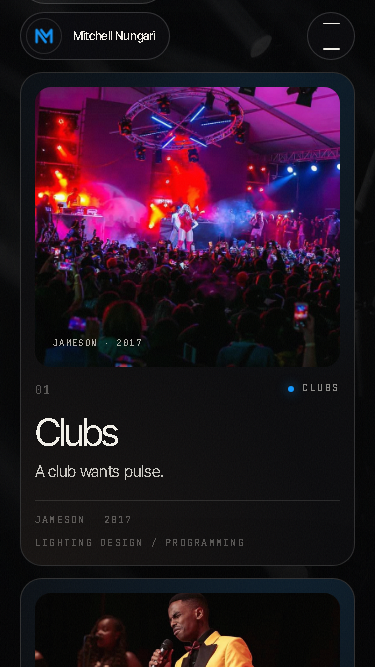 Mitchell Nungari
JAMESON · 2017
01
CLUBS
Clubs
A club wants pulse.
JAMESON 2017
LIGHTING DESIGN / PROGRAMMING